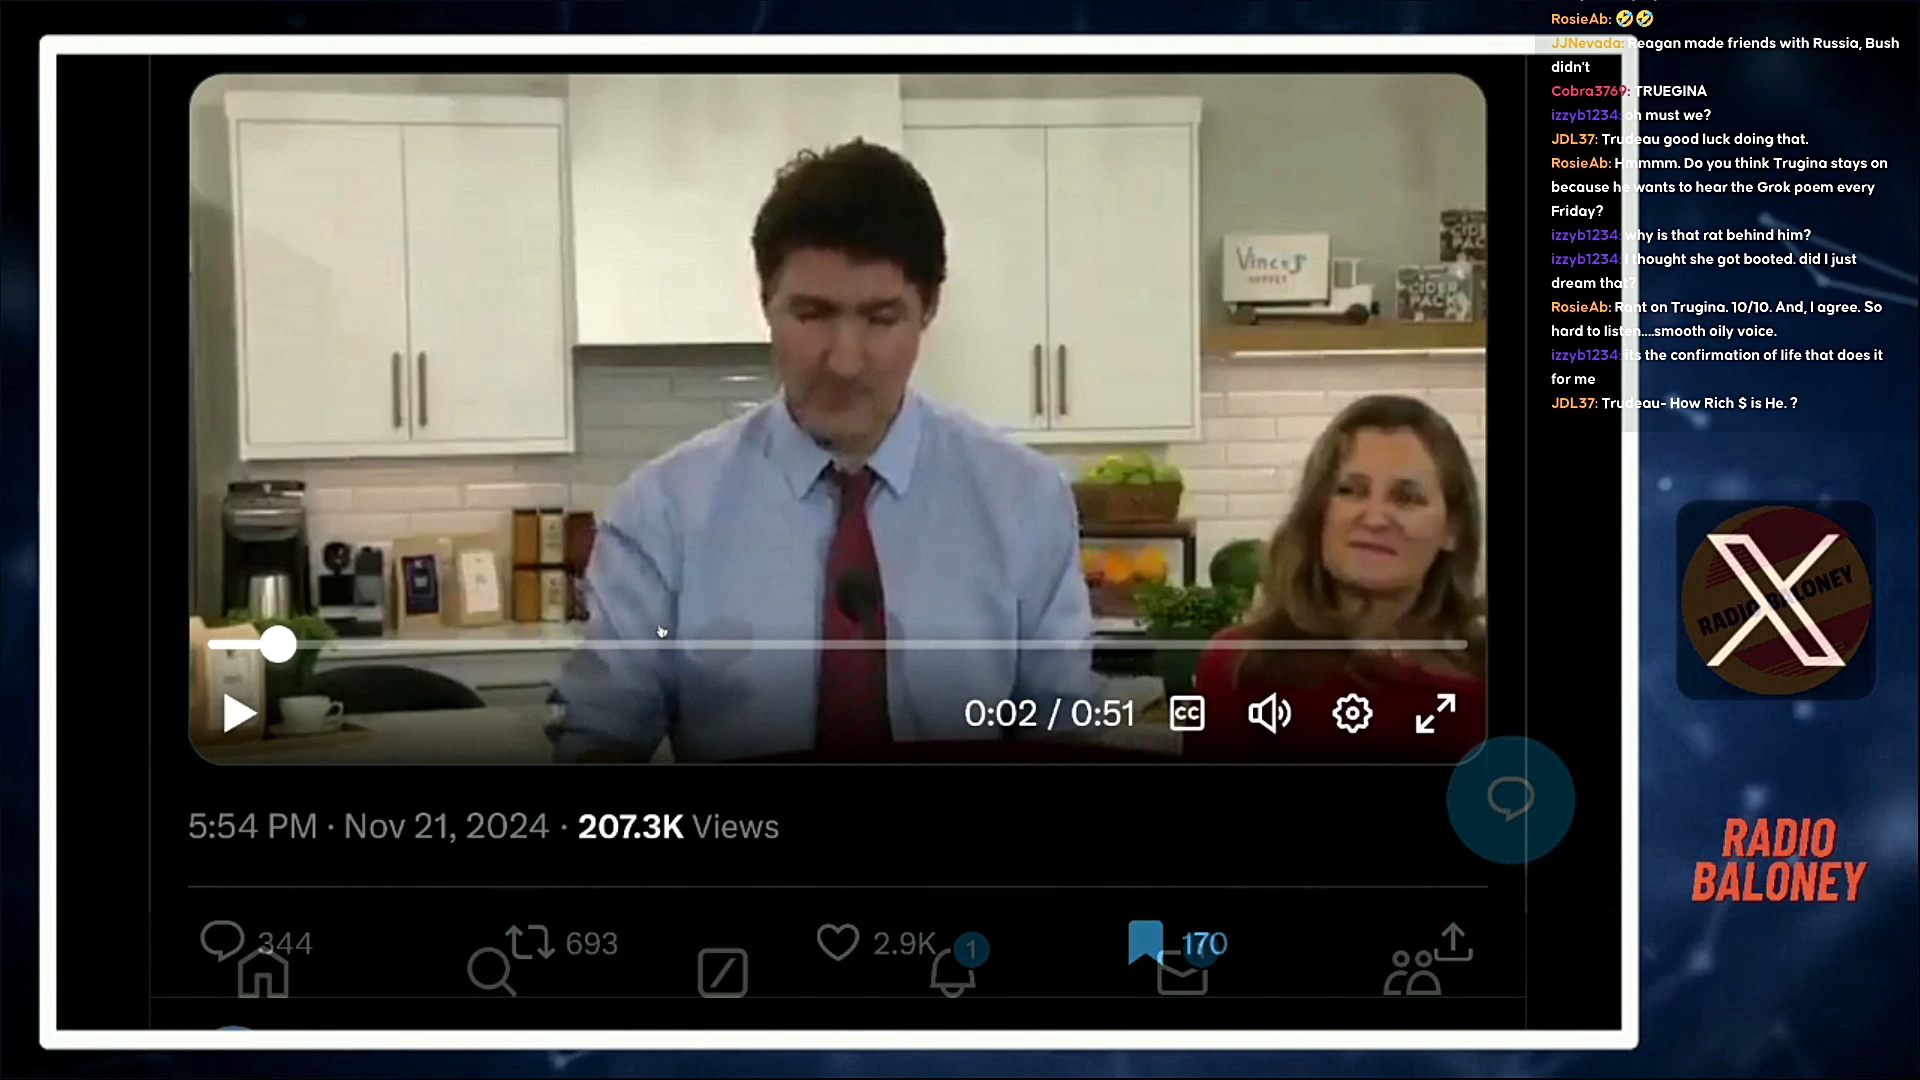 RosieAb: 🤣🤣
JJNevada: Reagan made friends with Russia, Bush
didn't
Cobra3769: TRUEGINA
izzyb1234: oh must we?
JDL37: Trudeau good luck doing that.
RosieAb: Hmmmm. Do you think Trugina stays on
because he wants to hear the Grok poem every
Friday?
izzyb1234: why is that rat behind him?
izzyb1234: I thought she got booted. did I just
dream that?
RosieAb: Rant on Trugina. 10/10. And, I agree. So
hard to listen....smooth oily voice.
izzyb1234: its the confirmation of life that does it
for me
JDL37: Trudeau- How Rich $ is He. ?
Vince's
MARKET
CIDER
PACK
CIDER
PACK
0:02 / 0:51
CC
RADIO BALONEY
5:54 PM · Nov 21, 2024 · 207.3K Views
RADIO
BALONEY
344
693
2.9K
1
170